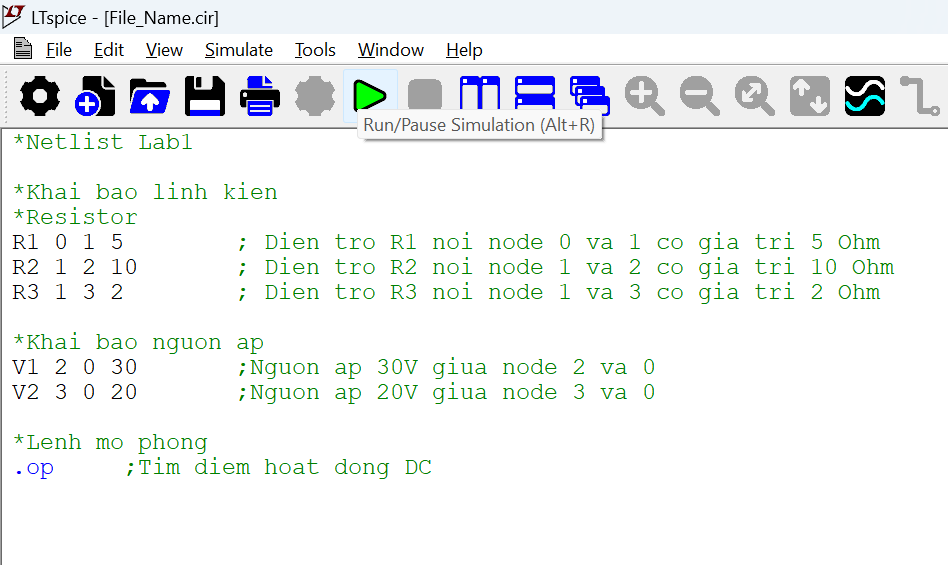 LTspice - [File_Name.cir]
File Edit View Simulate Tools Window Help
Run/Pause Simulation (Alt+R)
*Netlist Lab1
*Khai bao linh kien
*Resistor
R1 0 1 5 ; Dien tro R1 noi node 0 va 1 co gia tri 5 Ohm
R2 1 2 10 ; Dien tro R2 noi node 1 va 2 co gia tri 10 Ohm
R3 1 3 2 ; Dien tro R3 noi node 1 va 3 co gia tri 2 Ohm
*Khai bao nguon ap
V1 2 0 30 ;Nguon ap 30V giua node 2 va 0
V2 3 0 20 ;Nguon ap 20V giua node 3 va 0
*Lenh mo phong
.op ;Tim diem hoat dong DC